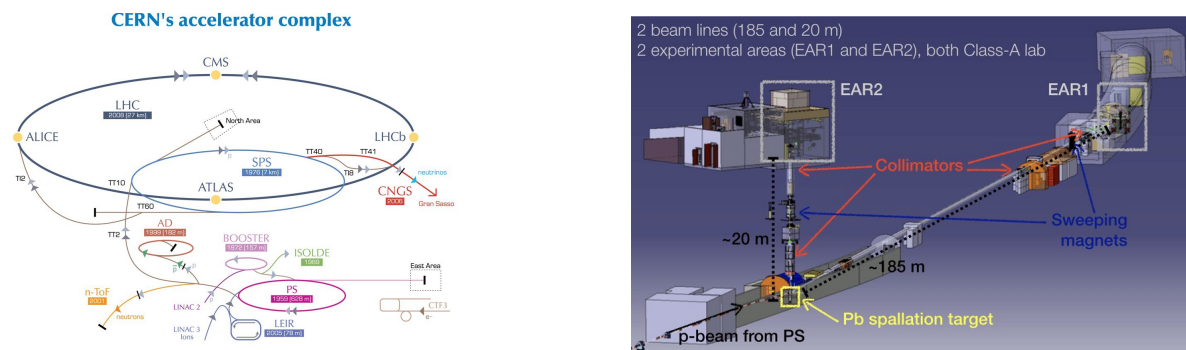 CERN's accelerator complex
CMS
LHC
2008 (27 km)
North Area
ALICE
LHCb
TT40
TT41
SPS
1976 (7 km)
TI2
TT10
TI8
neutrinos
CNGS
2006
Gran Sasso
ATLAS
TT60
AD
1999 (182 m)
TT2
BOOSTER
1972 (157 m)
ISOLDE
1989
East Area
p
p
p
n-ToF
2001
PS
1959 (628 m)
LINAC 2
neutrons
CTF3
e-
LINAC 3
Ions
LEIR
2005 (78 m)
2 beam lines (185 and 20 m)
2 experimental areas (EAR1 and EAR2), both Class-A lab
EAR2
EAR1
Collimators
Sweeping
magnets
~20 m
~185 m
Pb spallation target
p-beam from PS